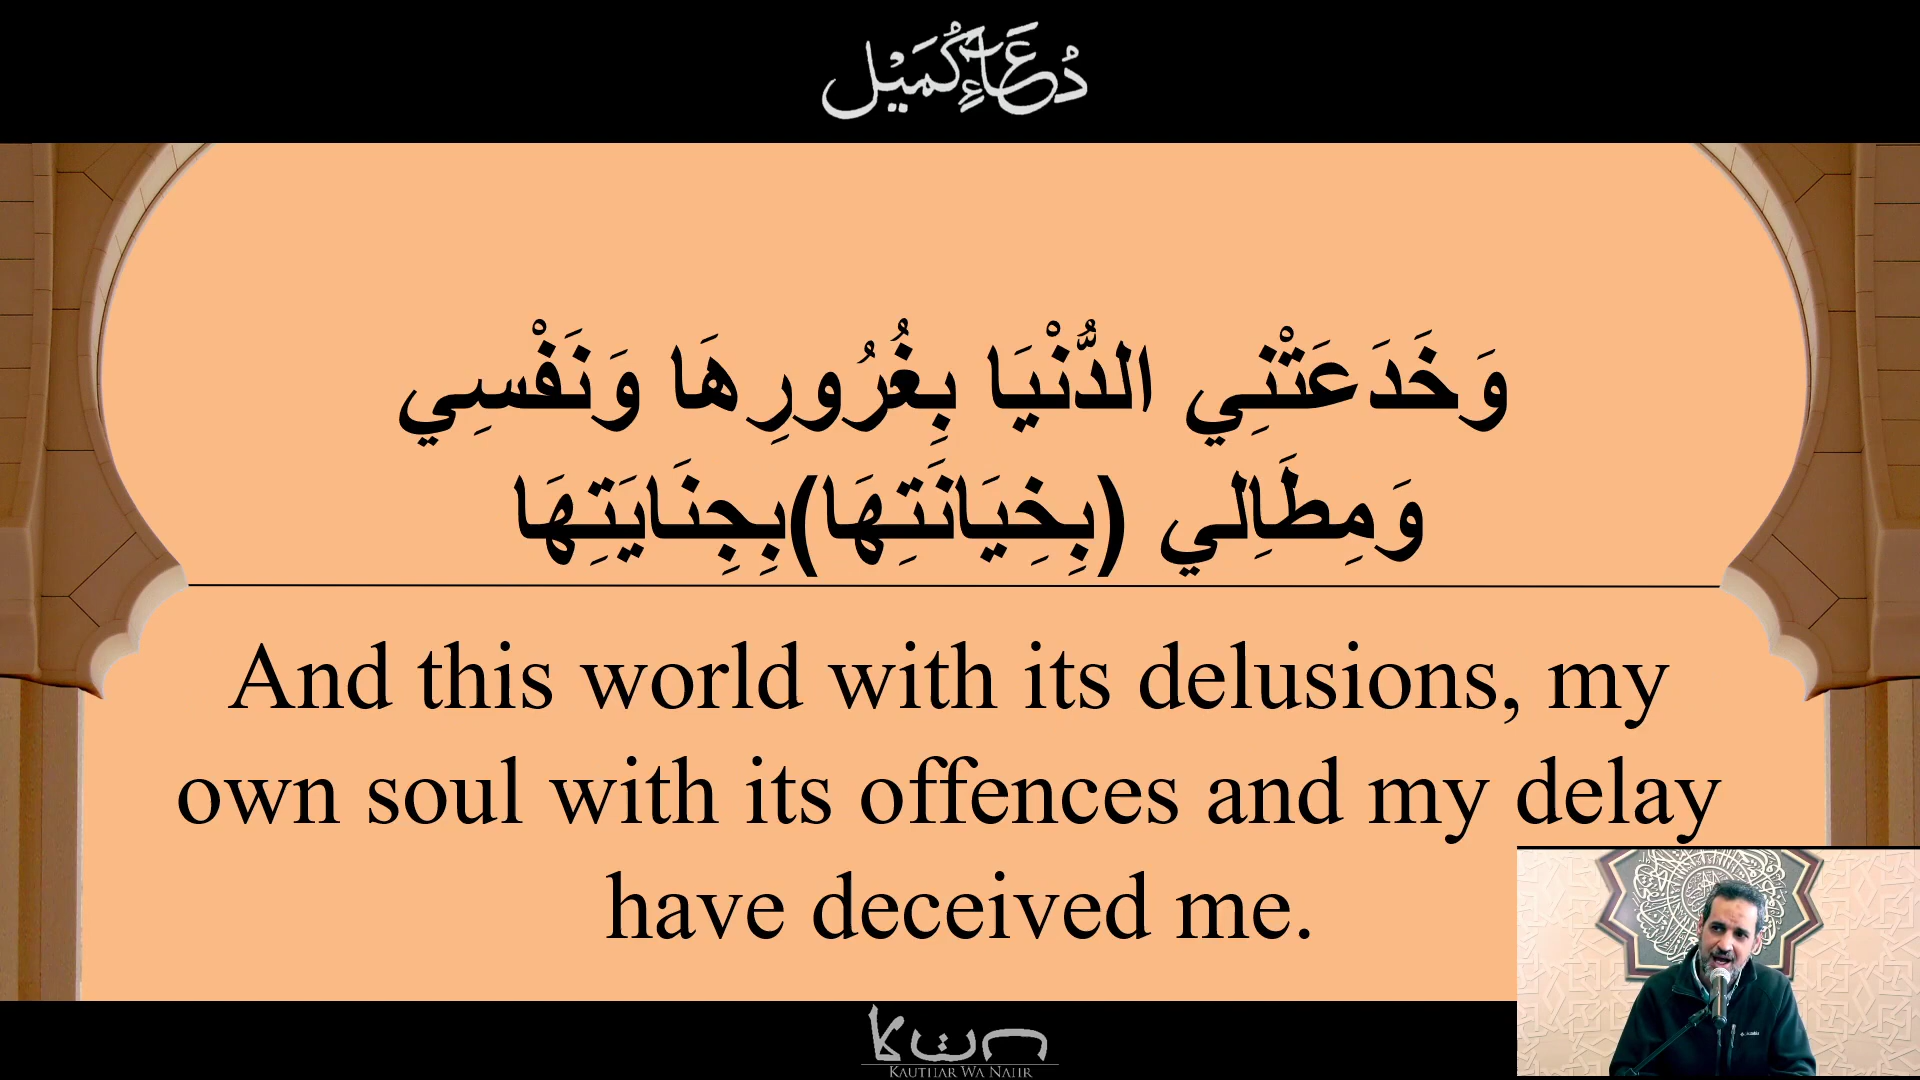 دُعَاءُ كُمَيْل
وَخَدَعَتْنِي الدُّنْيَا بِغُرُورِهَا وَنَفْسِي
وَمِطَالِي (بِخِيَانَتِهَا)بِجِنَايَتِهَا
And this world with its delusions, my
own soul with its offences and my delay
have deceived me.
KAUTHAR WA NAHR